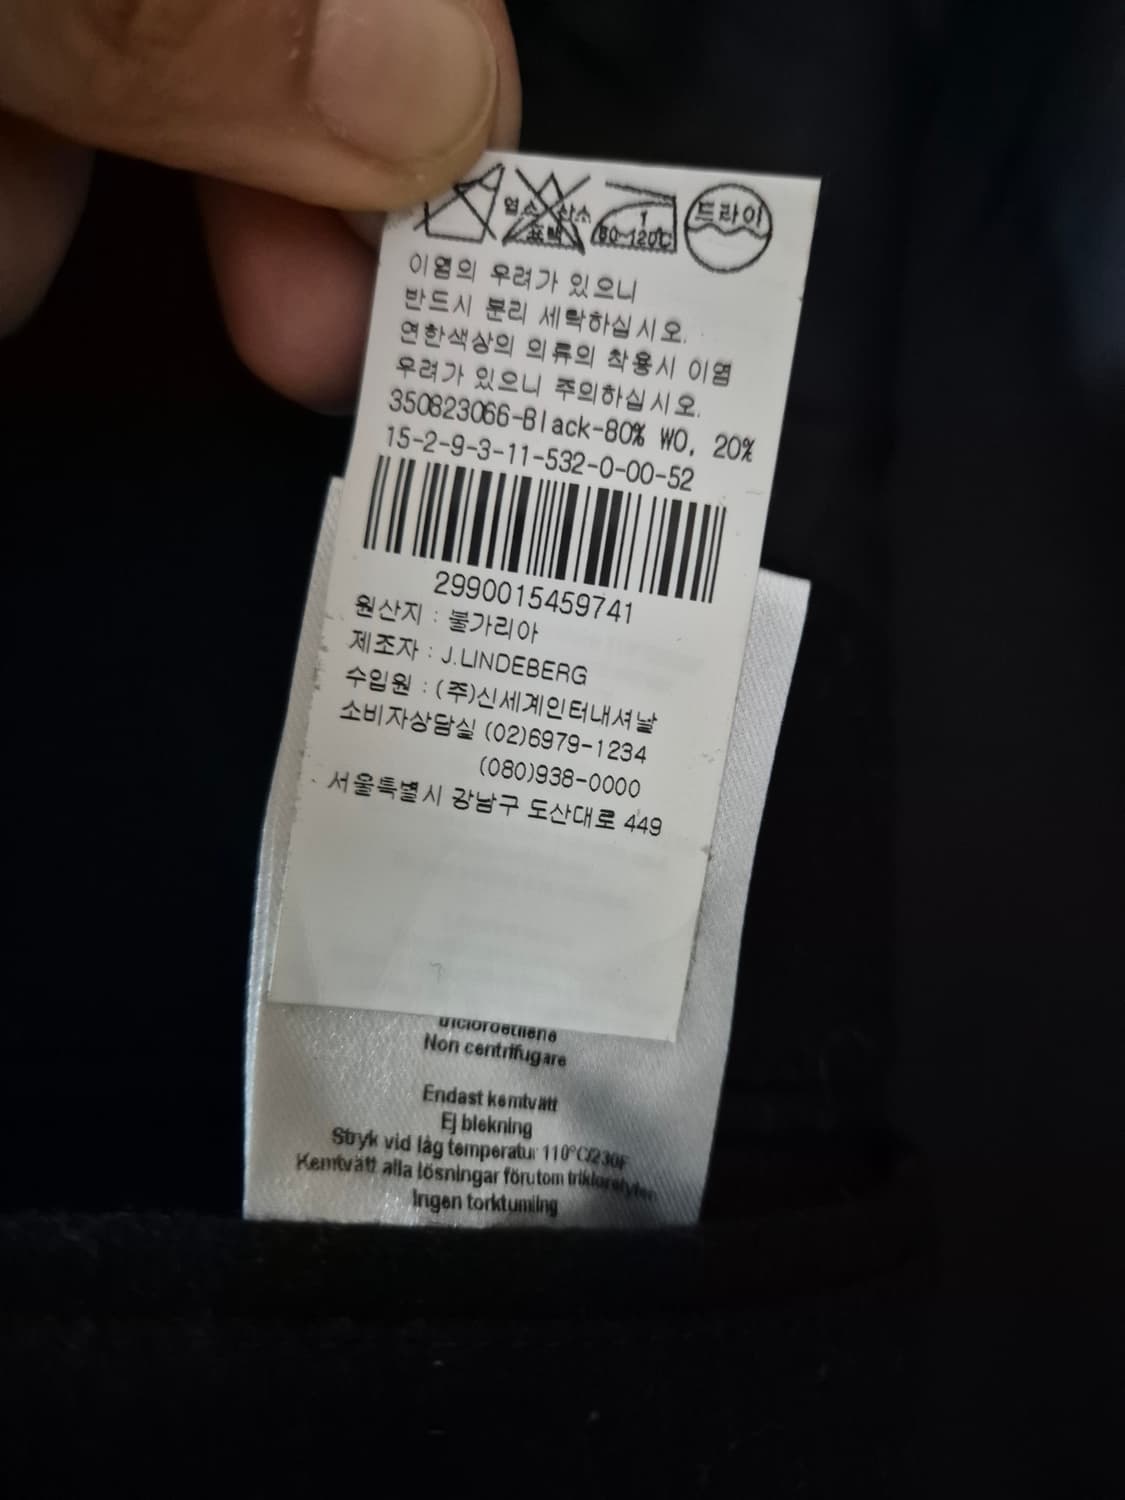 염소 산소
표백
1
80~120℃
드라이
이염의 우려가 있으니
반드시 분리 세탁하십시오.
연한색상의 의류의 착용시 이염
우려가 있으니 주의하십시오.
350823066-Black-80% WO, 20%
15-2-9-3-11-532-0-00-52
2990015459741
원산지 : 불가리아
제조자 : J.LINDEBERG
수입원 : (주)신세계인터내셔날
소비자상담실 (02)6979-1234
(080)938-0000
서울특별시 강남구 도산대로 449
Non centrifugare
Endast kemtvätt
Ej blekning
Stryk vid låg temperatur 110°C/230F
Kemtvätt alla lösningar förutom trikloretylen
Ingen torktumling